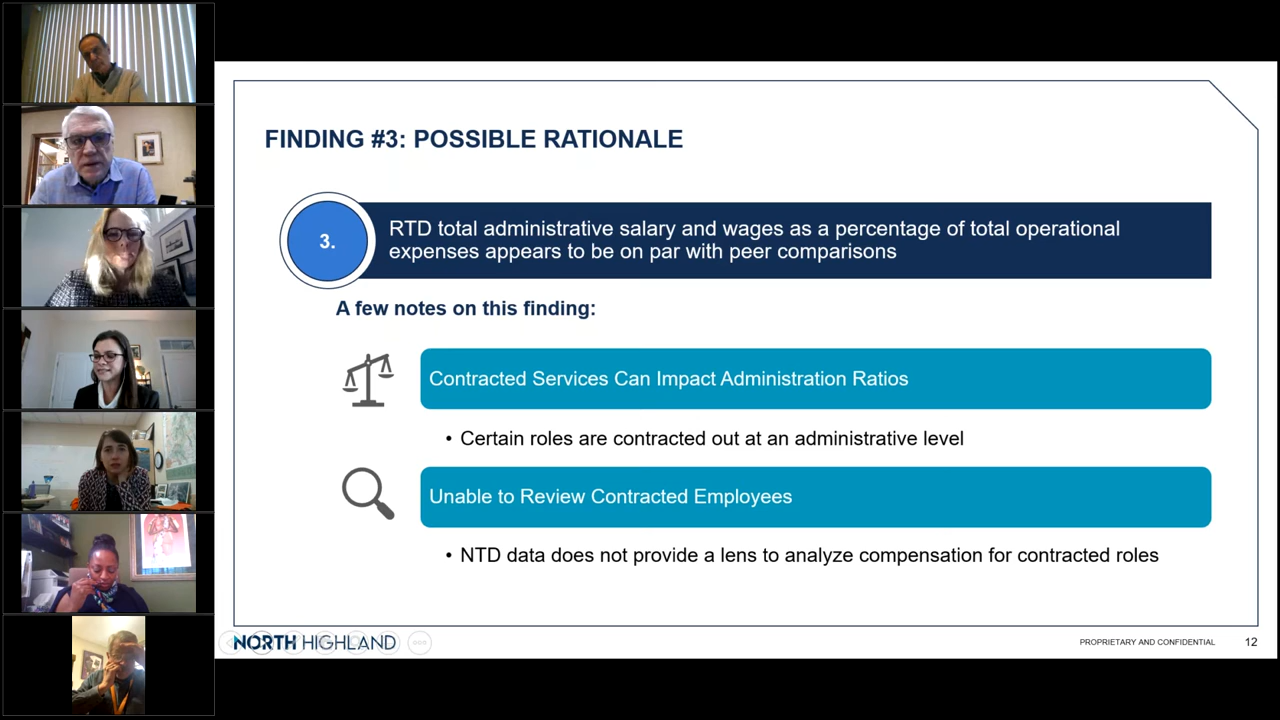 FINDING #3: POSSIBLE RATIONALE
3.
RTD total administrative salary and wages as a percentage of total operational
expenses appears to be on par with peer comparisons
A few notes on this finding:
Contracted Services Can Impact Administration Ratios
• Certain roles are contracted out at an administrative level
Unable to Review Contracted Employees
• NTD data does not provide a lens to analyze compensation for contracted roles
NORTH HIGHLAND
PROPRIETARY AND CONFIDENTIAL
12